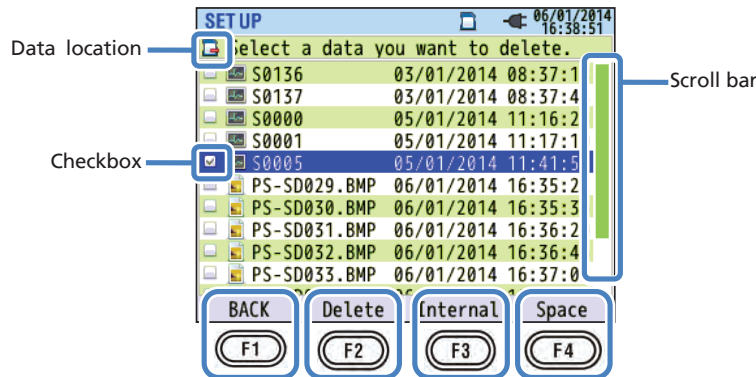 SET UP 06/01/2014
16:38:51
Data location
Select a data you want to delete.
S0136 03/01/2014 08:37:1
Scroll bar
S0137 03/01/2014 08:37:4
S0000 05/01/2014 11:16:2
S0001 05/01/2014 11:17:1
Checkbox
S0005 05/01/2014 11:41:5
PS-SD029.BMP 06/01/2014 16:35:2
PS-SD030.BMP 06/01/2014 16:35:3
PS-SD031.BMP 06/01/2014 16:36:2
PS-SD032.BMP 06/01/2014 16:36:4
PS-SD033.BMP 06/01/2014 16:37:0
BACK Delete Internal Space
F1 F2 F3 F4